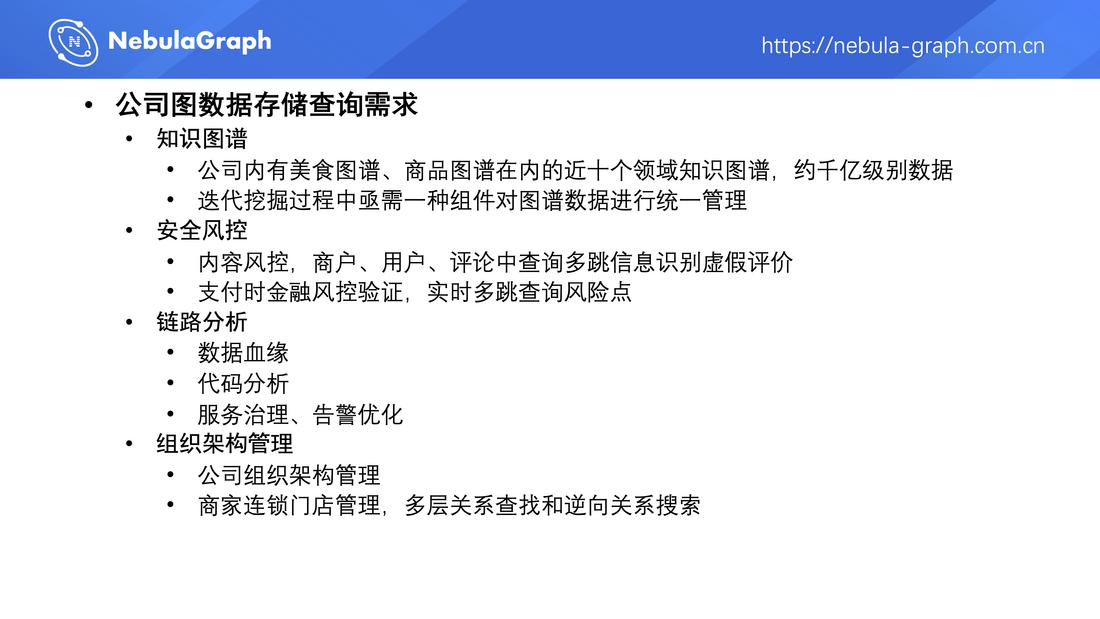 NebulaGraph
https://nebula-graph.com.cn
• 公司图数据存储查询需求
• 知识图谱
• 公司内有美食图谱、商品图谱在内的近十个领域知识图谱，约千亿级别数据
• 迭代挖掘过程中亟需一种组件对图谱数据进行统一管理
• 安全风控
• 内容风控，商户、用户、评论中查询多跳信息识别虚假评价
• 支付时金融风控验证，实时多跳查询风险点
• 链路分析
• 数据血缘
• 代码分析
• 服务治理、告警优化
• 组织架构管理
• 公司组织架构管理
• 商家连锁门店管理，多层关系查找和逆向关系搜索